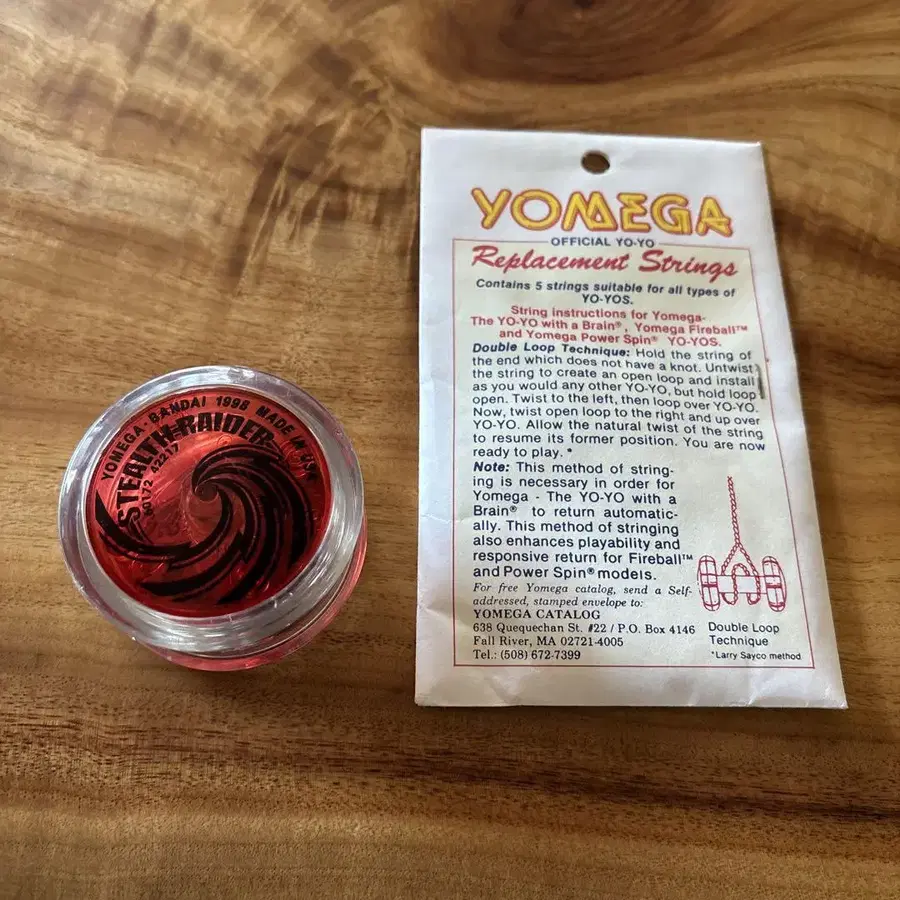 YOMEGA-BANDAI 1998 MADE IN
STEALTH RAIDER
60172 42217
YOMEGA
OFFICIAL YO-YO
Replacement Strings
Contains 5 strings suitable for all types of
YO-YOS.
String instructions for Yomega-
The YO-YO with a Brain®, Yomega Fireball™
and Yomega Power Spin® YO-YOS.
Double Loop Technique: Hold the string of
the end which does not have a knot. Untwist
the string to create an open loop and install
as you would any other YO-YO, but hold loop
open. Twist to the left, then loop over YO-YO.
Now, twist open loop to the right and up over
YO-YO. Allow the natural twist of the string
to resume its former position. You are now
ready to play. *
Note: This method of string-
ing is necessary in order for
Yomega - The YO-YO with a
Brain® to return automatic-
ally. This method of stringing
also enhances playability and
responsive return for Fireball™
and Power Spin® models.
For free Yomega catalog, send a Self-
addressed, stamped envelope to:
YOMEGA CATALOG
638 Quequechan St. #22 / P.O. Box 4146
Fall River, MA 02721-4005
Tel.: (508) 672-7399
Double Loop
Technique
*Larry Sayco method